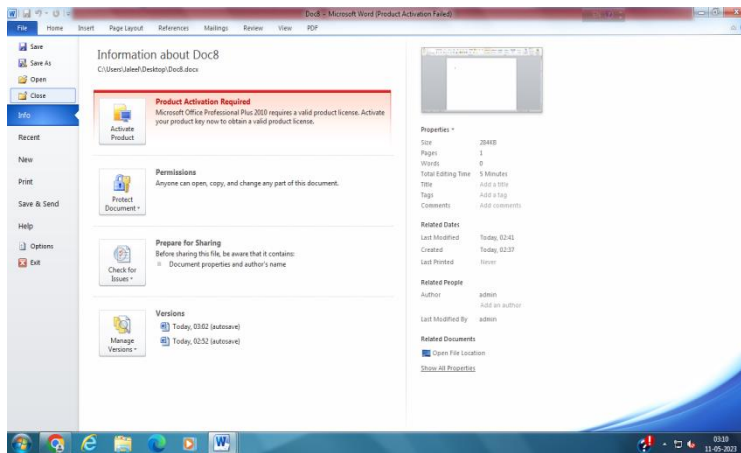 Doc8 - Microsoft Word (Product Activation Failed)
File Home Insert Page Layout References Mailings Review View PDF
Save
Save As
Open
Close
Info
Recent
New
Print
Save & Send
Help
Options
Exit
Information about Doc8
C:\Users\Jaleel\Desktop\Doc8.docx
Activate
Product
Product Activation Required
Microsoft Office Professional Plus 2010 requires a valid product license. Activate
your product key now to obtain a valid product license.
Protect
Document
Permissions
Anyone can open, copy, and change any part of this document.
Check for
Issues
Prepare for Sharing
Before sharing this file, be aware that it contains:
Document properties and author's name
Manage
Versions
Versions
Today, 03:02 (autosave)
Today, 02:52 (autosave)
Properties
Size 284KB
Pages 1
Words 0
Total Editing Time 5 Minutes
Title Add a title
Tags Add a tag
Comments Add comments
Related Dates
Last Modified Today, 02:41
Created Today, 02:37
Last Printed Never
Related People
Author admin
Add an author
Last Modified By admin
Related Documents
Open File Location
Show All Properties
03:10
11-05-2023